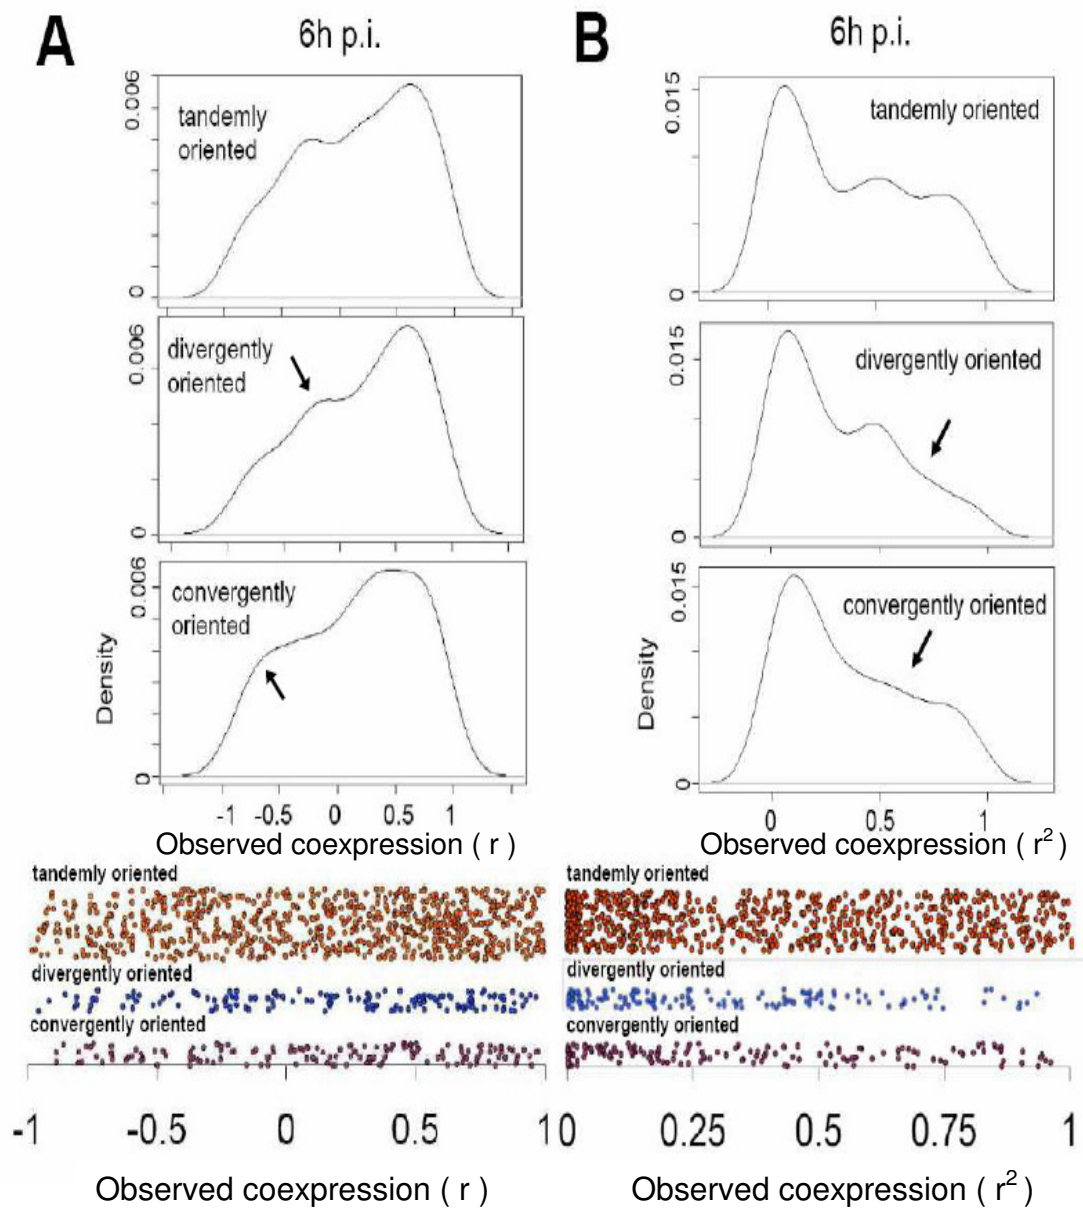 A
6h p.i.
0.006
tandemly
oriented
0
0.006
divergently
oriented
0
0.006
convergently
oriented
Density
0
-1 -0.5 0 0.5 1
Observed coexpression ( r )
B
6h p.i.
0.015
tandemly oriented
0
0.015
divergently oriented
0
0.015
convergently oriented
Density
0
0 0.5 1
Observed coexpression ( r² )
tandemly oriented
divergently oriented
convergently oriented
-1 -0.5 0 0.5 1
Observed coexpression ( r )
tandemly oriented
divergently oriented
convergently oriented
0 0.25 0.5 0.75 1
Observed coexpression ( r² )